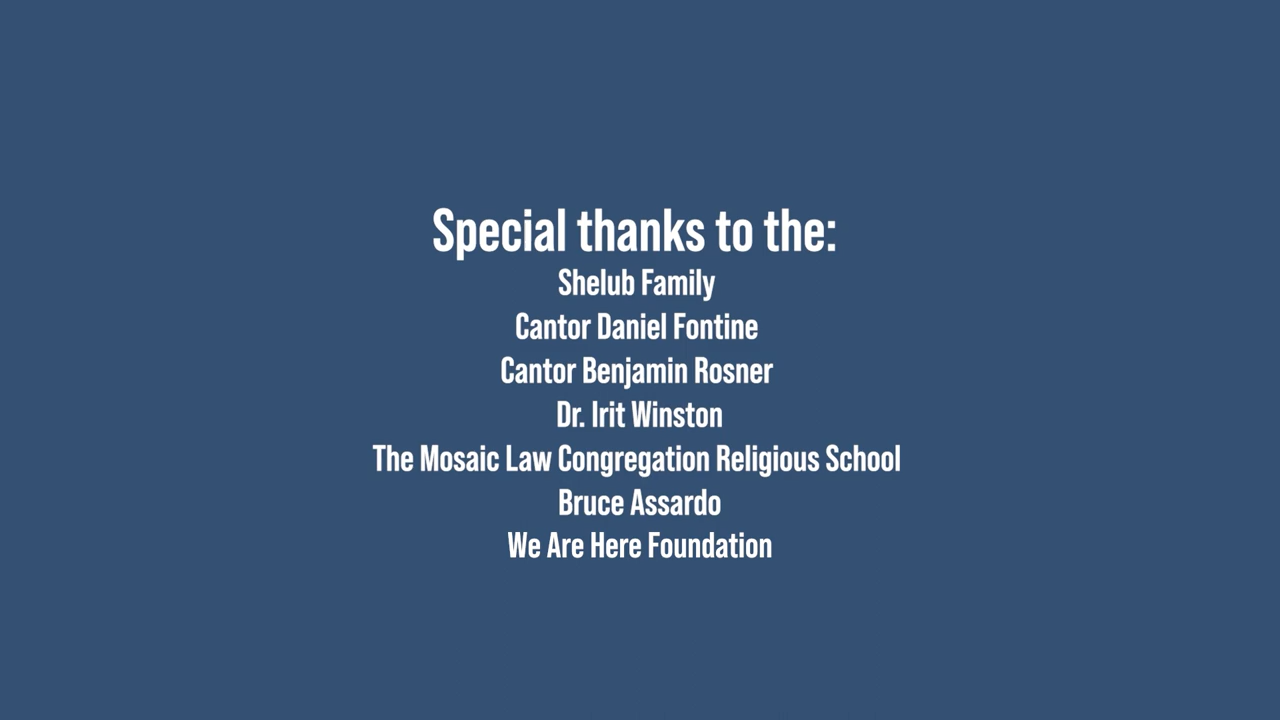 Special thanks to the:
Shelub Family
Cantor Daniel Fontine
Cantor Benjamin Rosner
Dr. Irit Winston
The Mosaic Law Congregation Religious School
Bruce Assardo
We Are Here Foundation